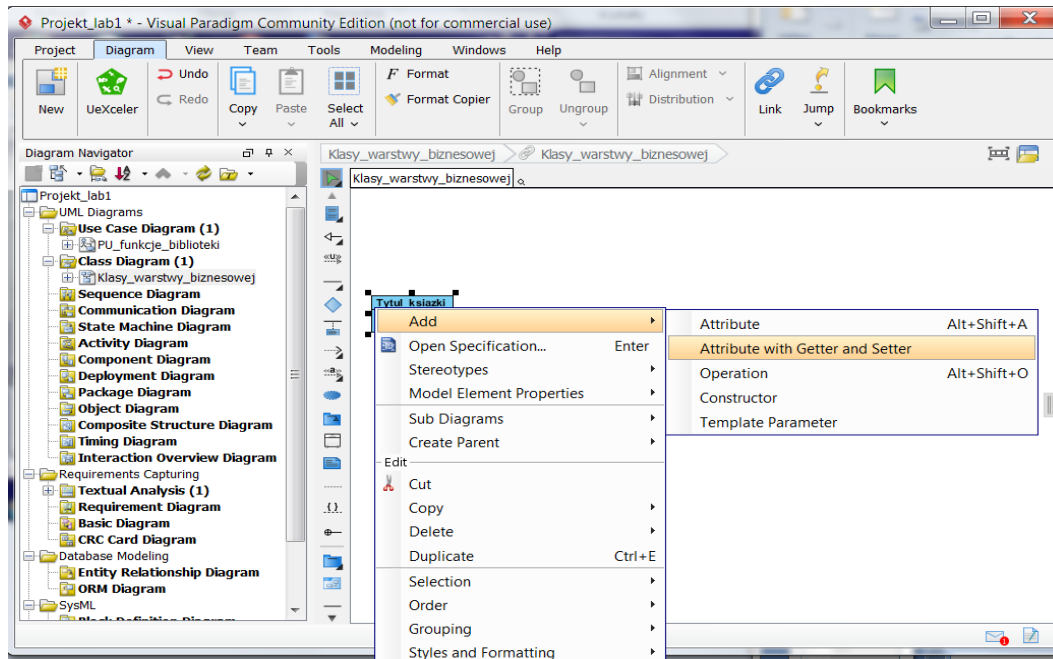 Projekt_lab1 * - Visual Paradigm Community Edition (not for commercial use)
Project Diagram View Team Tools Modeling Windows Help
New
UeXceler
Undo
Redo
Copy
Paste
Select All
F Format
Format Copier
Group
Ungroup
Alignment
Distribution
Link
Jump
Bookmarks
Diagram Navigator
Klasy_warstwy_biznesowej Klasy_warstwy_biznesowej
Klasy_warstwy_biznesowej
Projekt_lab1
UML Diagrams
Use Case Diagram (1)
PU_funkcje_biblioteki
Class Diagram (1)
Klasy_warstwy_biznesowej
Sequence Diagram
Communication Diagram
State Machine Diagram
Activity Diagram
Component Diagram
Deployment Diagram
Package Diagram
Object Diagram
Composite Structure Diagram
Timing Diagram
Interaction Overview Diagram
Requirements Capturing
Textual Analysis (1)
Requirement Diagram
Basic Diagram
CRC Card Diagram
Database Modeling
Entity Relationship Diagram
ORM Diagram
SysML
Block Definition Diagram
«U»
Tytul_ksiazki
Add
Open Specification... Enter
Stereotypes
Model Element Properties
Sub Diagrams
Create Parent
Edit
Cut
Copy
Delete
Duplicate Ctrl+E
Selection
Order
Grouping
Styles and Formatting
Attribute Alt+Shift+A
Attribute with Getter and Setter
Operation Alt+Shift+O
Constructor
Template Parameter